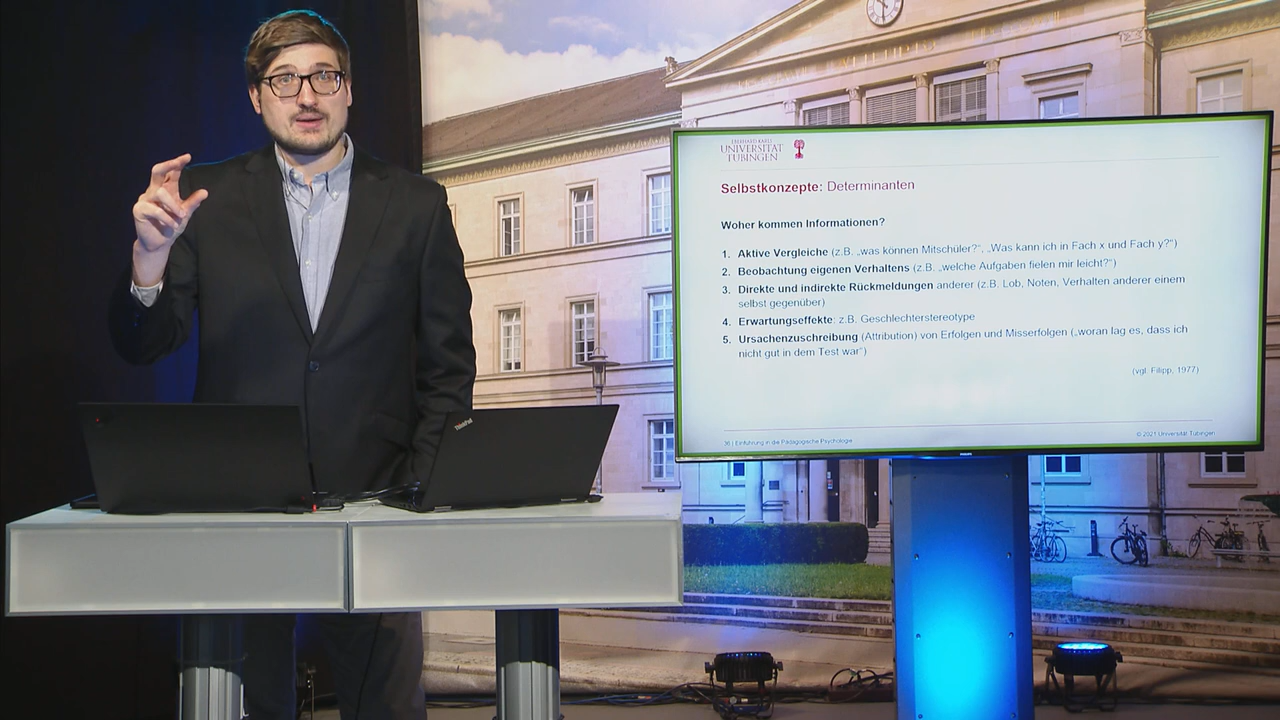 EBERHARD KARLS
UNIVERSITÄT
TÜBINGEN
Selbstkonzepte: Determinanten
Woher kommen Informationen?
1. Aktive Vergleiche (z.B. „was können Mitschüler?“, „Was kann ich in Fach x und Fach y?“)
2. Beobachtung eigenen Verhaltens (z.B. „welche Aufgaben fielen mir leicht?“)
3. Direkte und indirekte Rückmeldungen anderer (z.B. Lob, Noten, Verhalten anderer einem
selbst gegenüber)
4. Erwartungseffekte: z.B. Geschlechterstereotype
5. Ursachenzuschreibung (Attribution) von Erfolgen und Misserfolgen („woran lag es, dass ich
nicht gut in dem Test war“)
(vgl. Filipp, 1977)
36 | Einführung in die Pädagogische Psychologie
© 2021 Universität Tübingen
PHILIPS
ThinkPad